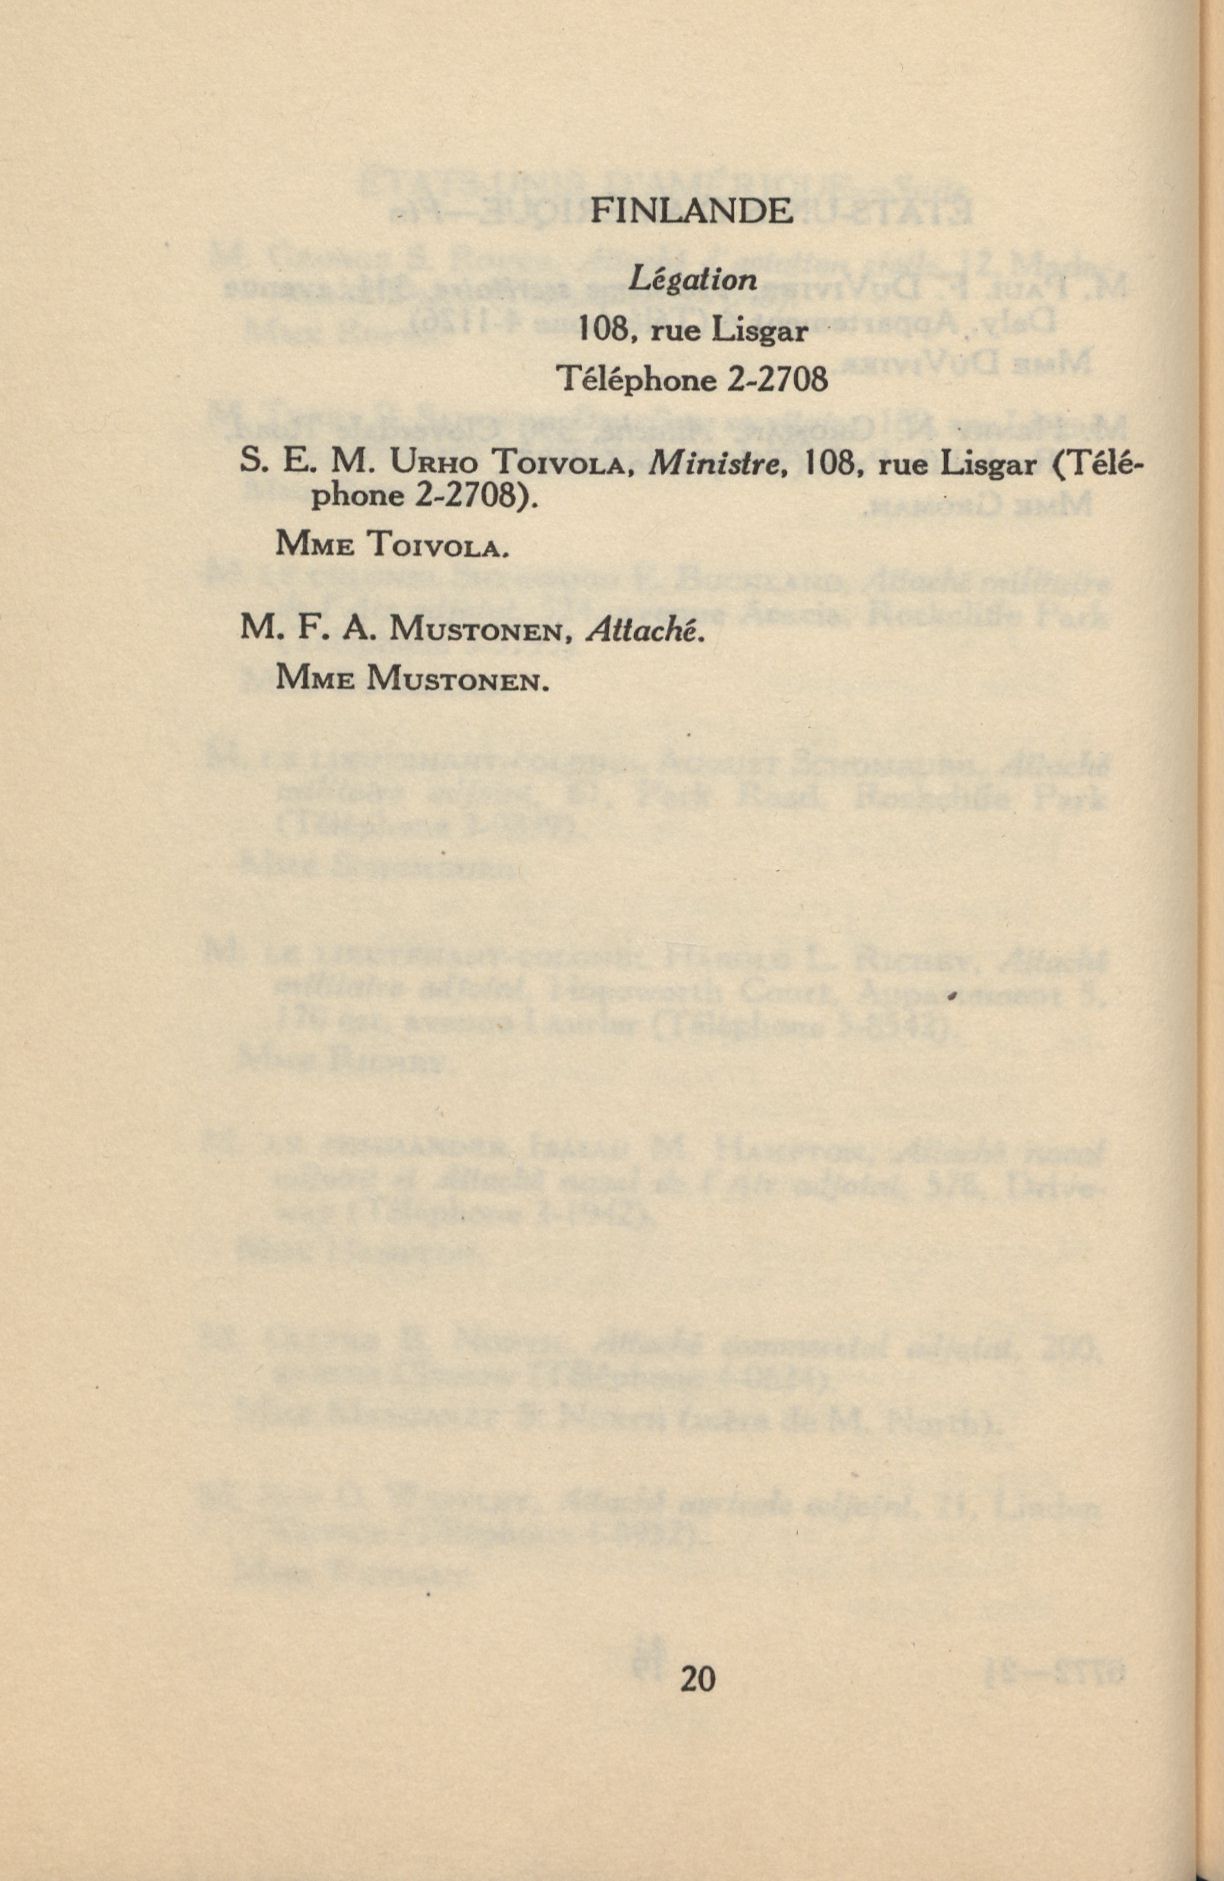 FINLANDE
Légation
108, rue Lisgar
Téléphone 2-2708
S. E. M. URHO TOIVOLA, Ministre, 108, rue Lisgar (Télé-
phone 2-2708).
MME TOIVOLA.
M. F. A. MUSTONEN, Attaché.
MME MUSTONEN.
20